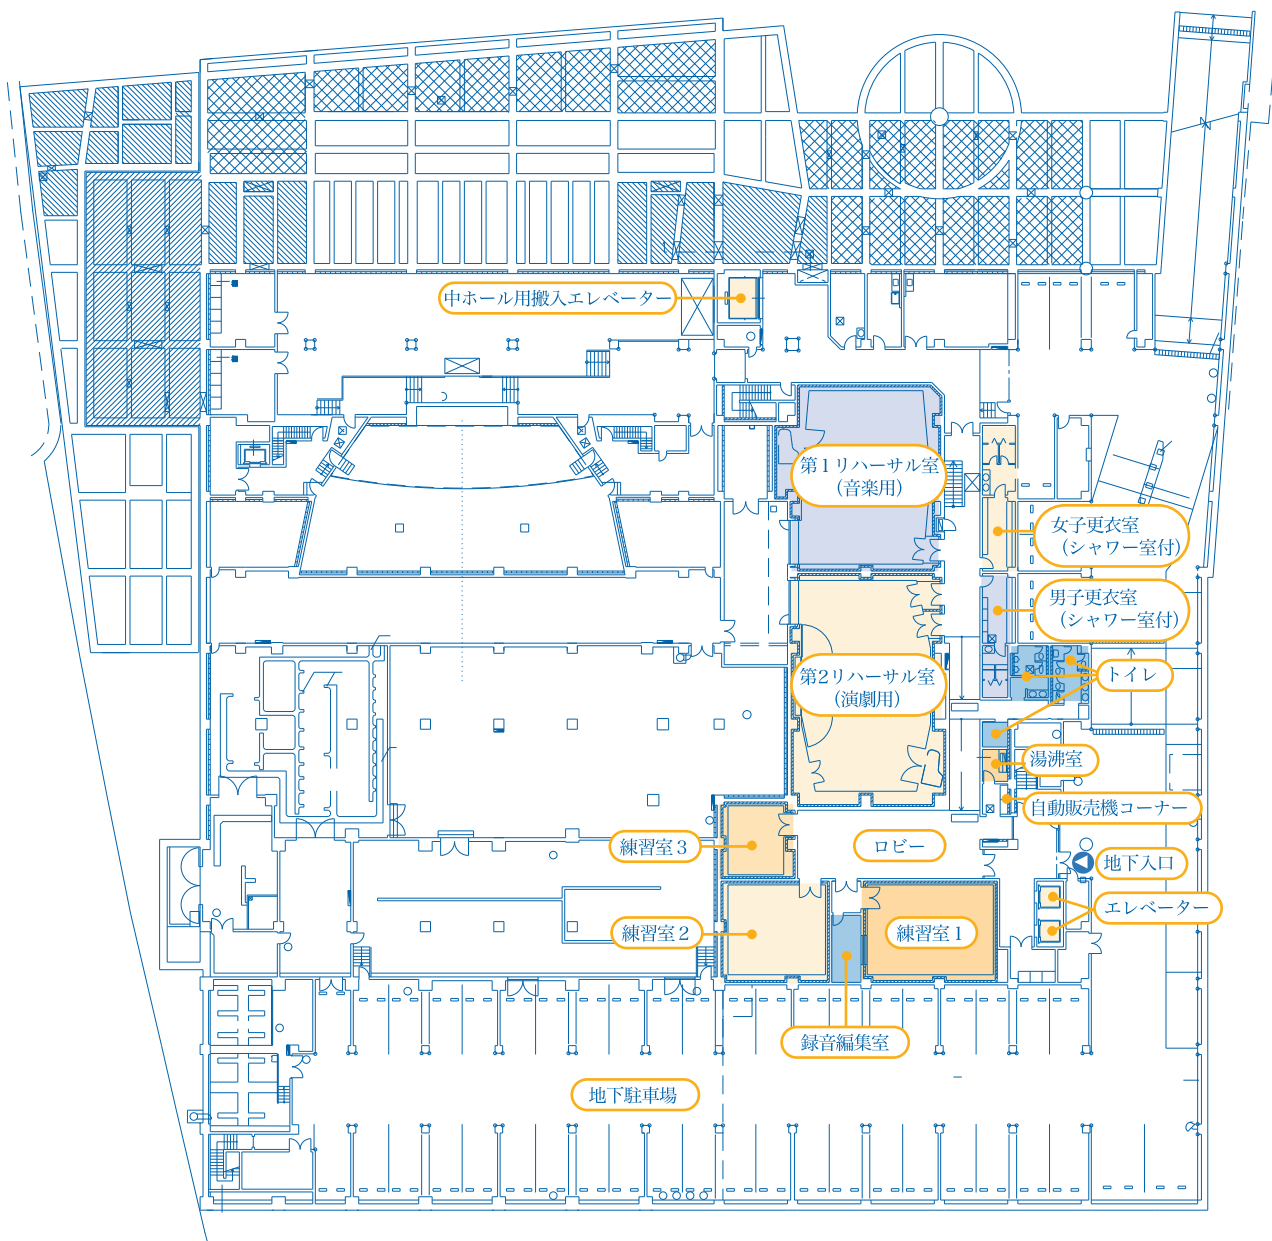 中ホール用搬入エレベーター
第1リハーサル室
(音楽用)
女子更衣室
(シャワー室付)
男子更衣室
(シャワー室付)
第2リハーサル室
(演劇用)
トイレ
湯沸室
自動販売機コーナー
練習室3
ロビー
地下入口
エレベーター
練習室2
練習室1
録音編集室
地下駐車場